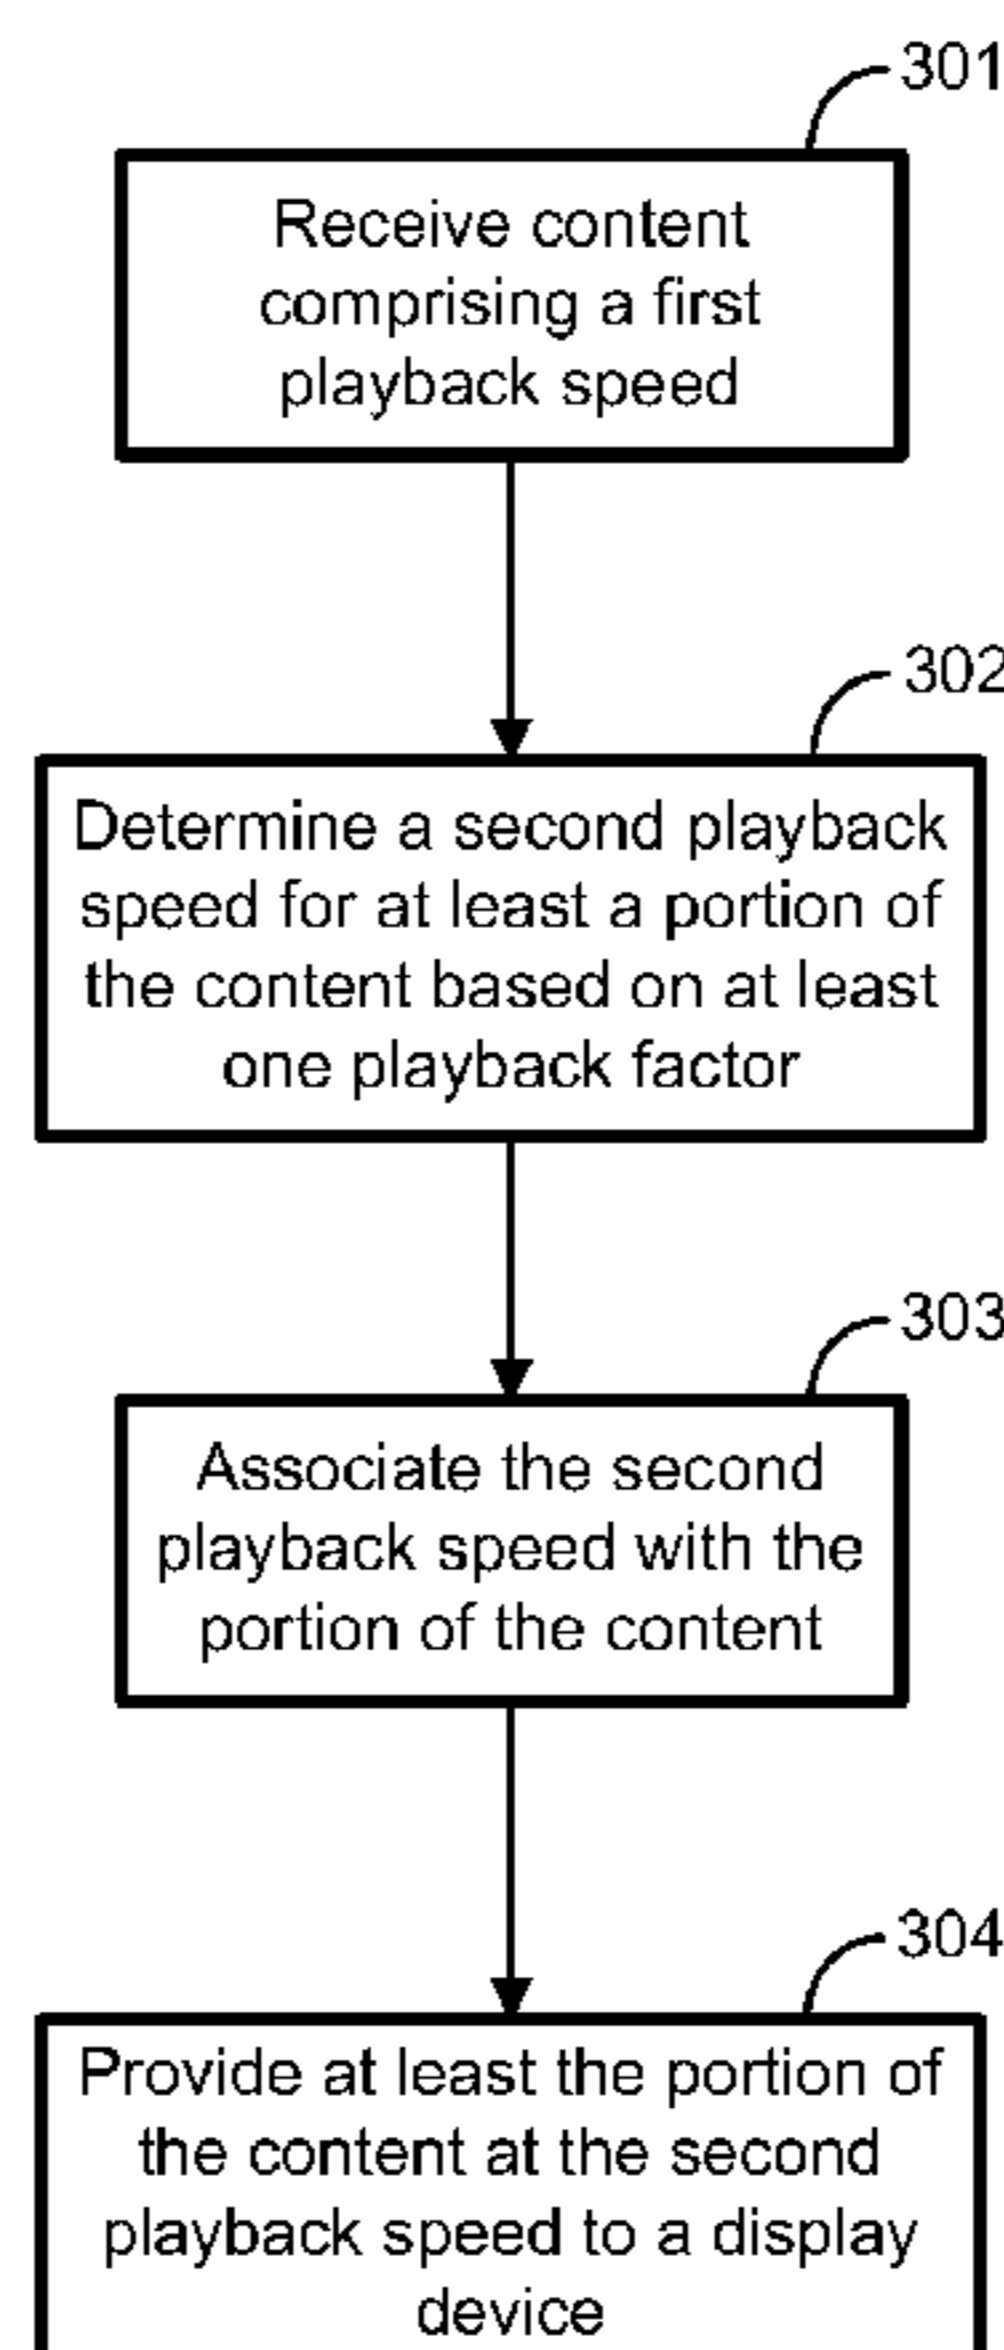 301
Receive content
comprising a first
playback speed
302
Determine a second playback
speed for at least a portion of
the content based on at least
one playback factor
303
Associate the second
playback speed with the
portion of the content
304
Provide at least the portion of
the content at the second
playback speed to a display
device